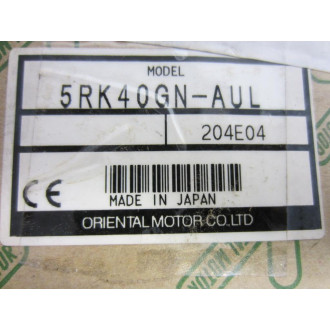 MODEL
5RK40GN-AUL
204E04
CE
MADE IN JAPAN
ORIENTAL MOTOR CO.LTD